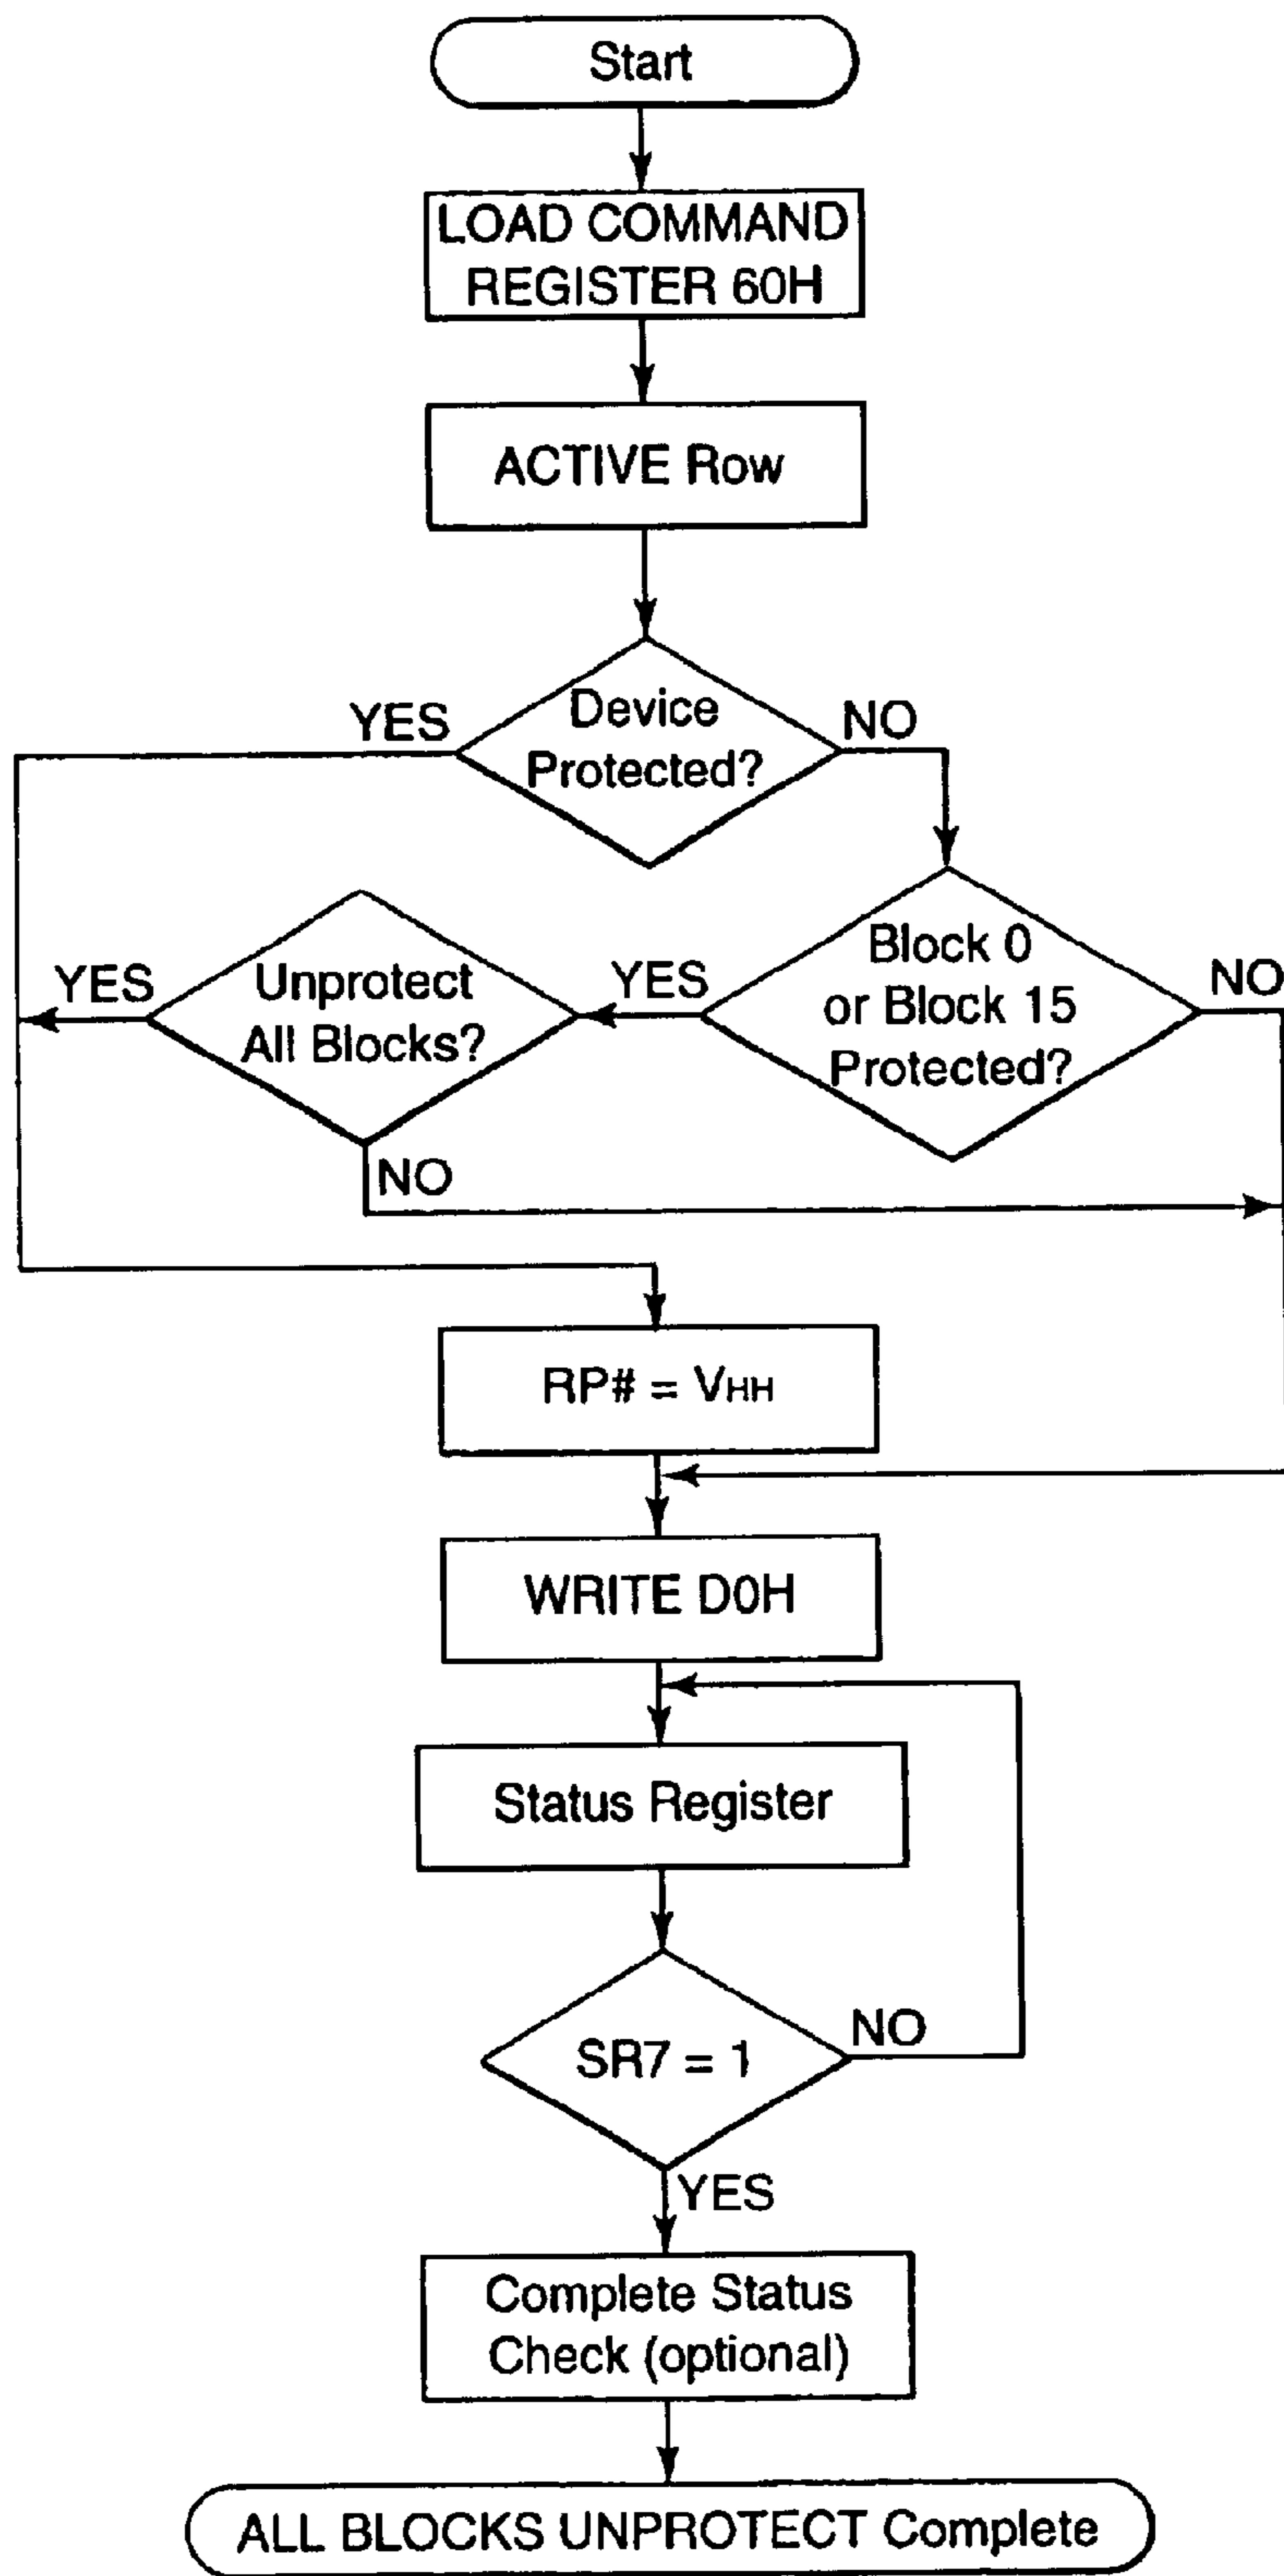 Start
LOAD COMMAND
REGISTER 60H
ACTIVE Row
YES
Device
Protected?
NO
YES
Unprotect
All Blocks?
YES
Block 0
or Block 15
Protected?
NO
NO
RP# = VHH
WRITE D0H
Status Register
SR7 = 1
NO
YES
Complete Status
Check (optional)
ALL BLOCKS UNPROTECT Complete